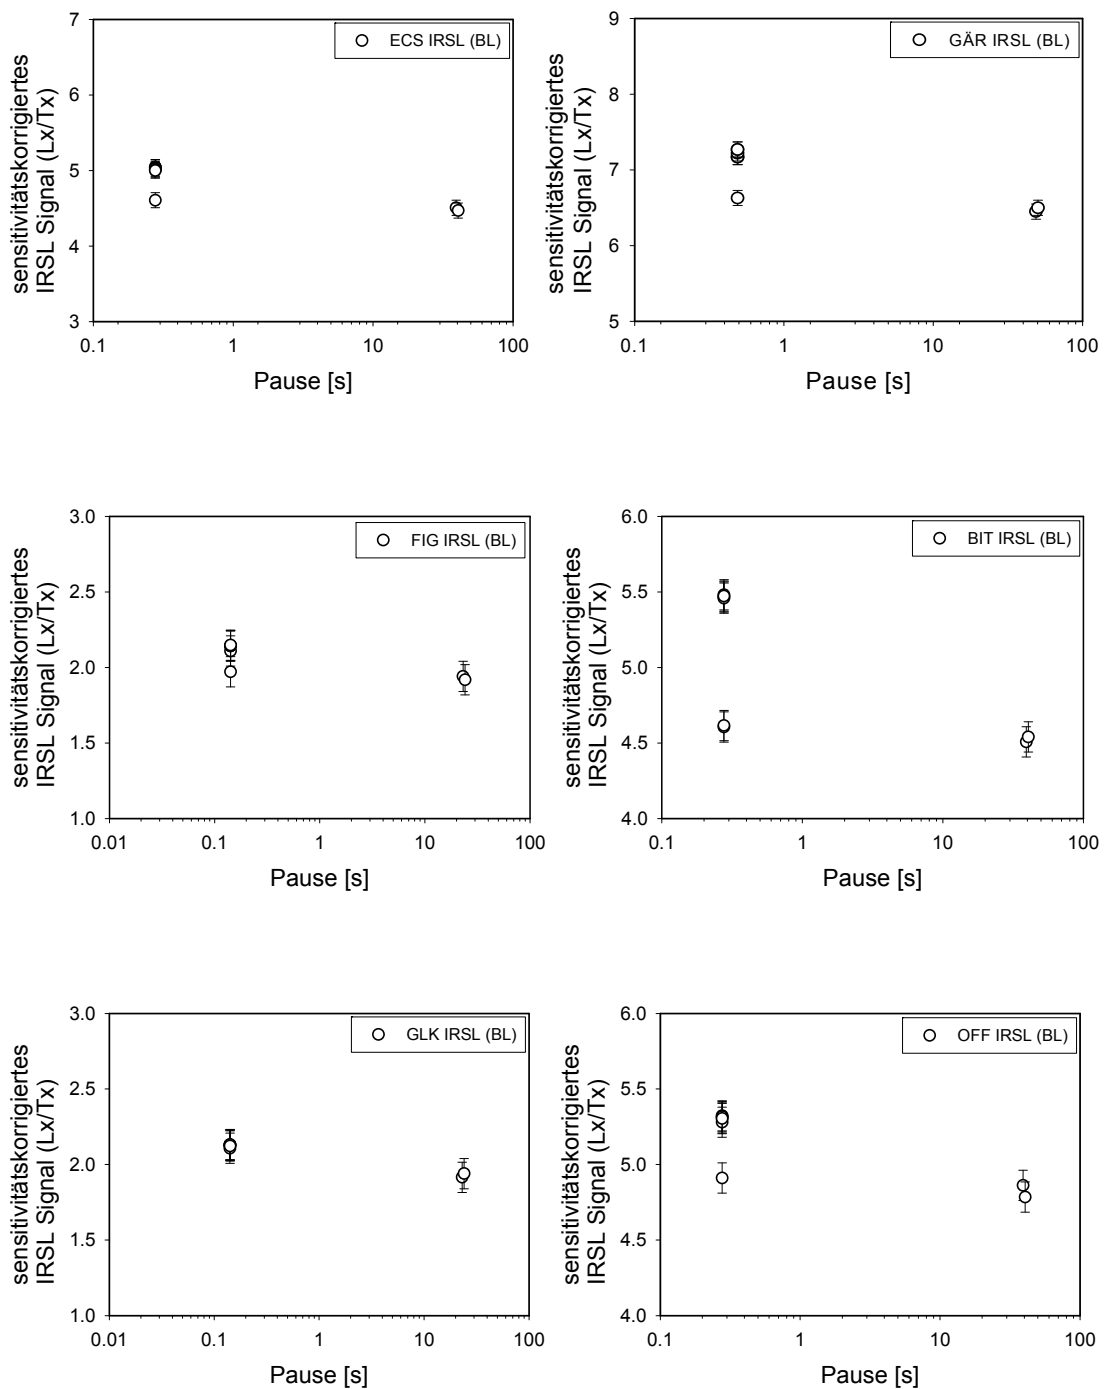 ECS IRSL (BL)
sensitivitätskorrigiertes
IRSL Signal (Lx/Tx)
7
6
5
4
3
0.1 1 10 100
Pause [s]
GÄR IRSL (BL)
sensitivitätskorrigiertes
IRSL Signal (Lx/Tx)
9
8
7
6
5
0.1 1 10 100
Pause [s]
FIG IRSL (BL)
sensitivitätskorrigiertes
IRSL Signal (Lx/Tx)
3.0
2.5
2.0
1.5
1.0
0.01 0.1 1 10 100
Pause [s]
BIT IRSL (BL)
sensitivitätskorrigiertes
IRSL Signal (Lx/Tx)
6.0
5.5
5.0
4.5
4.0
0.1 1 10 100
Pause [s]
GLK IRSL (BL)
sensitivitätskorrigiertes
IRSL Signal (Lx/Tx)
3.0
2.5
2.0
1.5
1.0
0.01 0.1 1 10 100
Pause [s]
OFF IRSL (BL)
sensitivitätskorrigiertes
IRSL Signal (Lx/Tx)
6.0
5.5
5.0
4.5
4.0
0.1 1 10 100
Pause [s]